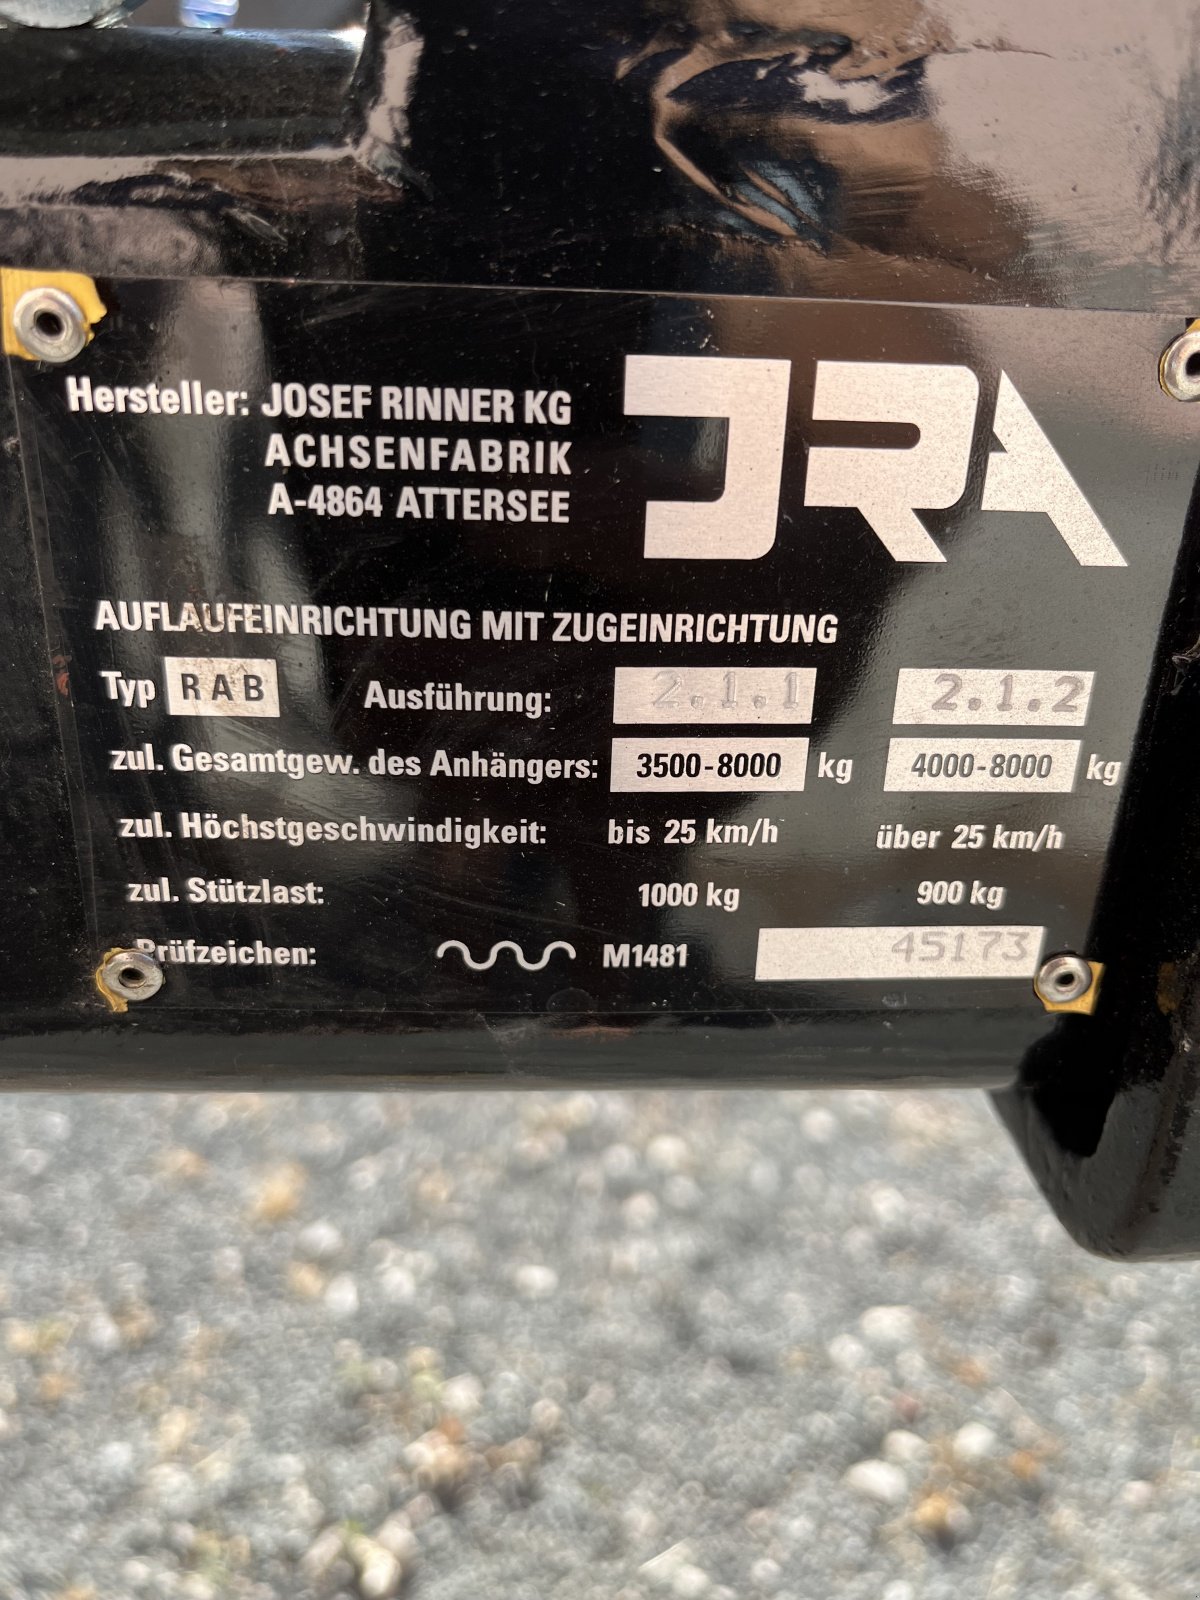 Hersteller: JOSEF RINNER KG
ACHSENFABRIK
A-4864 ATTERSEE
JRA
AUFLAUFEINRICHTUNG MIT ZUGEINRICHTUNG
Typ RAB Ausführung: 2.1.1 2.1.2
zul. Gesamtgew. des Anhängers: 3500-8000 kg 4000-8000 kg
zul. Höchstgeschwindigkeit: bis 25 km/h über 25 km/h
zul. Stützlast: 1000 kg 900 kg
Prüfzeichen: M1481 45173